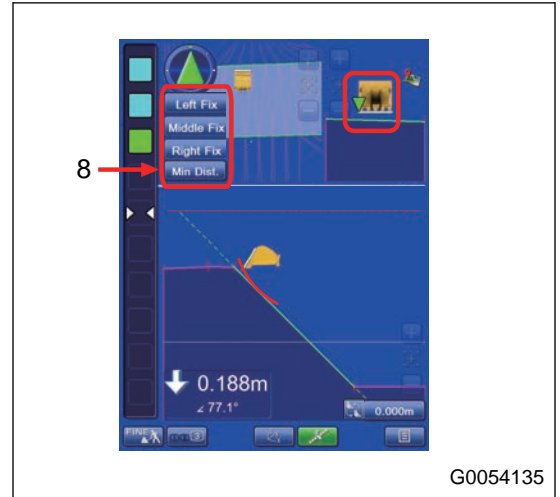 Left Fix
Middle Fix
Right Fix
8
Min Dist.
0.188m
∠ 77.1°
0.000m
FINE
G0054135